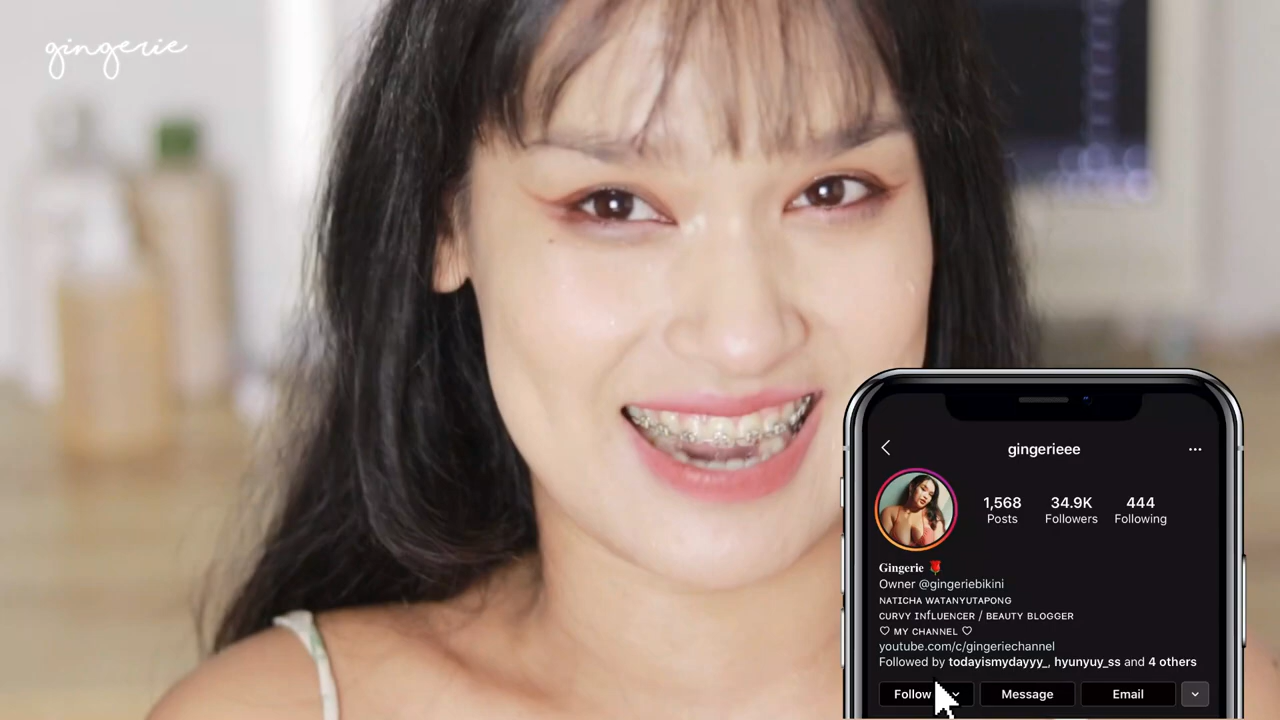 gingerie
gingerieee
1,568 34.9K 444
Posts Followers Following
Gingerie 🌹
Owner @gingeriebikini
NATICHA WATANYUTAPONG
CURVY INfLUENCER / BEAUTY BLOGGER
♡ MY CHANNEL ♡
youtube.com/c/gingeriechannel
Followed by todayismydayyy_, hyunyuy_ss and 4 others
Follow Message Email